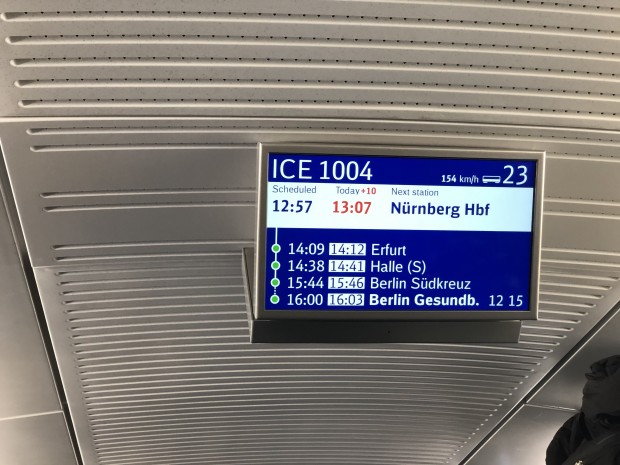 ICE 1004 154 km/h 23
Scheduled Today +10 Next station
12:57 13:07 Nürnberg Hbf
14:09 14:12 Erfurt
14:38 14:41 Halle (S)
15:44 15:46 Berlin Südkreuz
16:00 16:03 Berlin Gesundb. 12 15